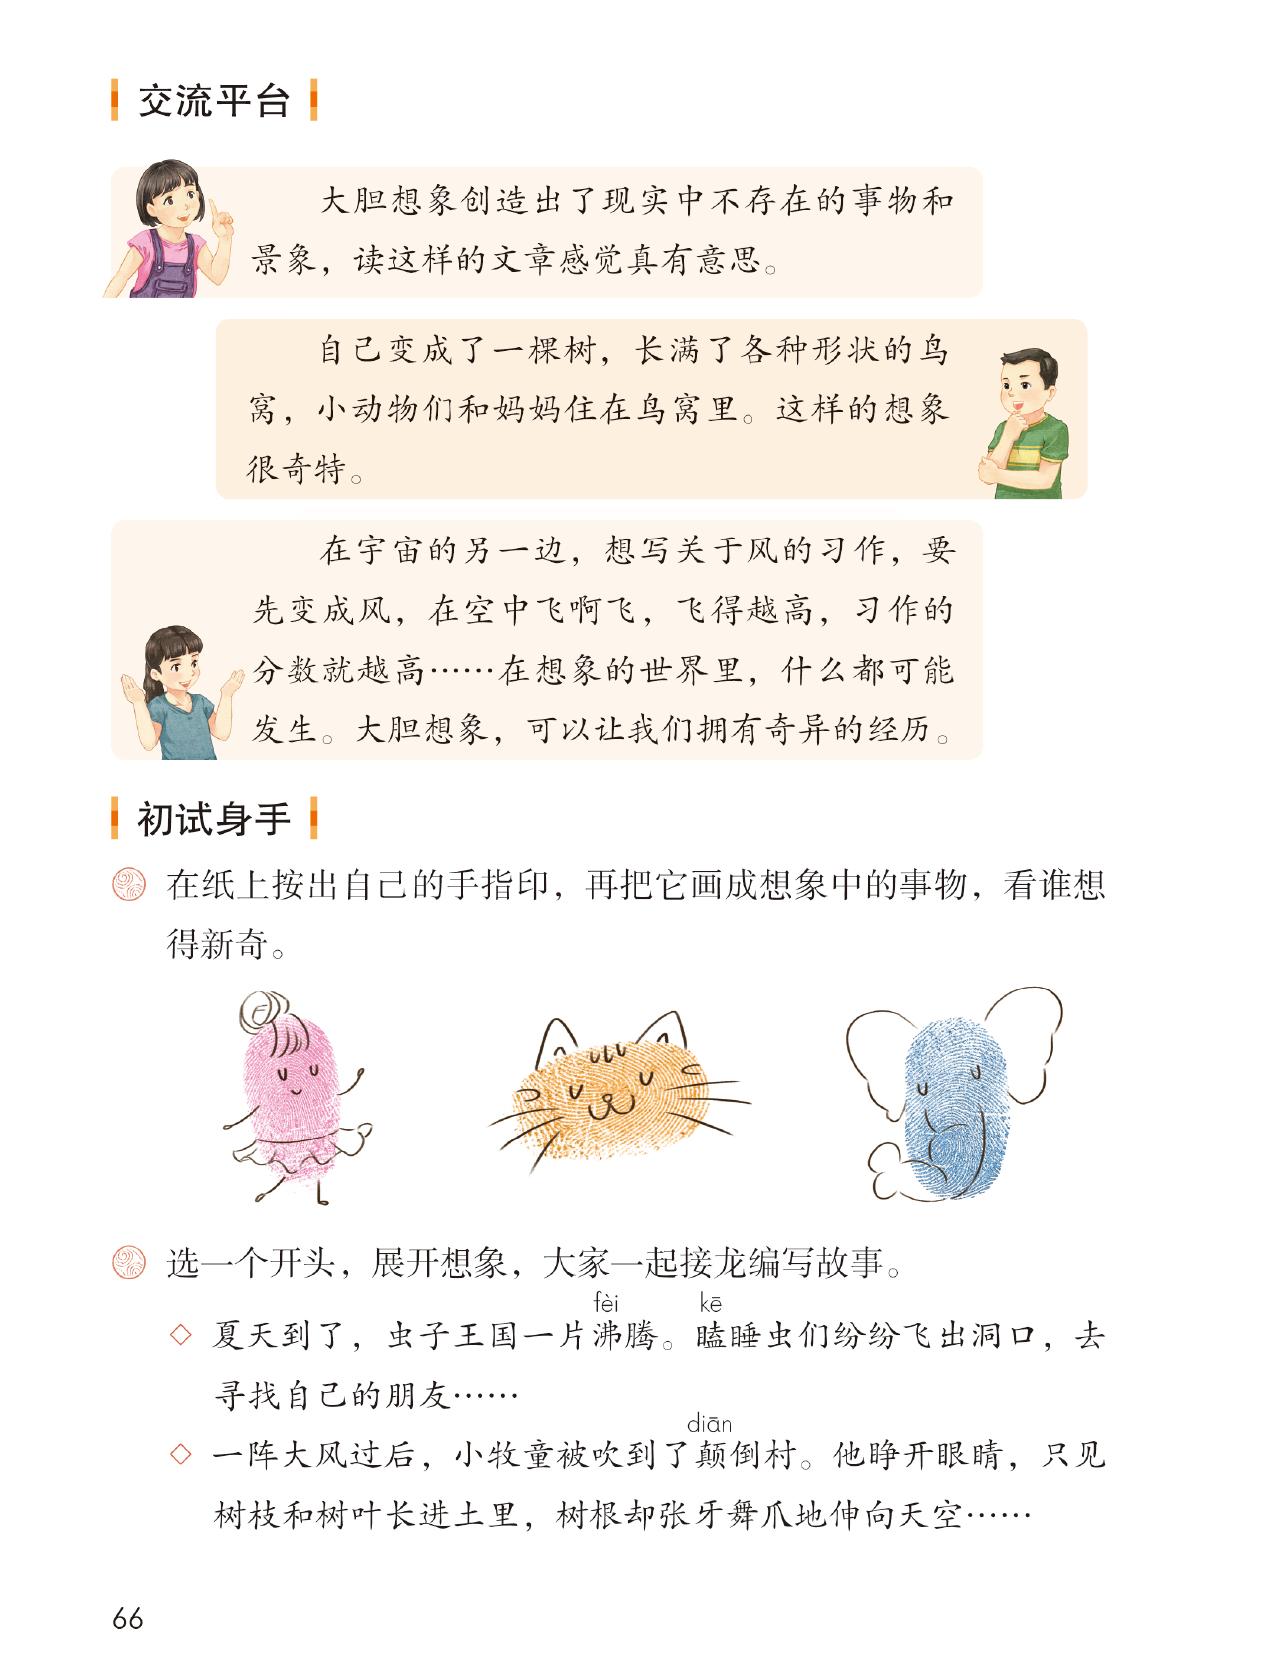 交流平台
大胆想象创造出了现实中不存在的事物和
景象，读这样的文章感觉真有意思。
自己变成了一棵树，长满了各种形状的鸟
窝，小动物们和妈妈住在鸟窝里。这样的想象
很奇特。
在宇宙的另一边，想写关于风的习作，要
先变成风，在空中飞啊飞，飞得越高，习作的
分数就越高……在想象的世界里，什么都可能
发生。大胆想象，可以让我们拥有奇异的经历。
初试身手
在纸上按出自己的手指印，再把它画成想象中的事物，看谁想
得新奇。
选一个开头，展开想象，大家一起接龙编写故事。
fèi kē
夏天到了，虫子王国一片沸腾。瞌睡虫们纷纷飞出洞口，去
寻找自己的朋友……
diān
一阵大风过后，小牧童被吹到了颠倒村。他睁开眼睛，只见
树枝和树叶长进土里，树根却张牙舞爪地伸向天空……
66